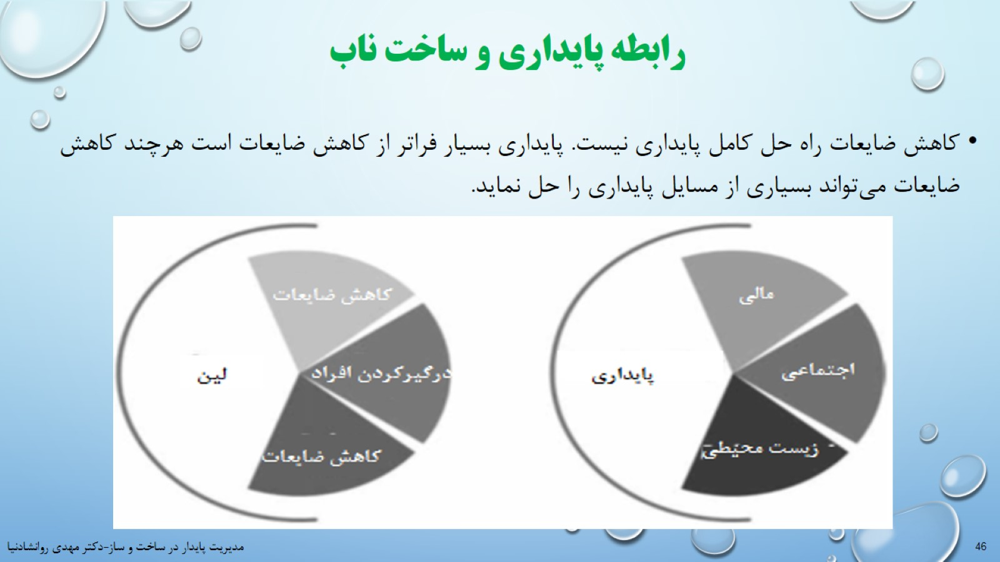 رابطه پایداری و ساخت ناب
• کاهش ضایعات راه حل کامل پایداری نیست. پایداری بسیار فراتر از کاهش ضایعات است هرچند کاهش
ضایعات می‌تواند بسیاری از مسایل پایداری را حل نماید.
مالی
اجتماعی
زیست محیطی
پایداری
کاهش ضایعات
درگیرکردن افراد
کاهش ضایعات
لین
مدیریت پایدار در ساخت و ساز-دکتر مهدی روانشادنیا
46